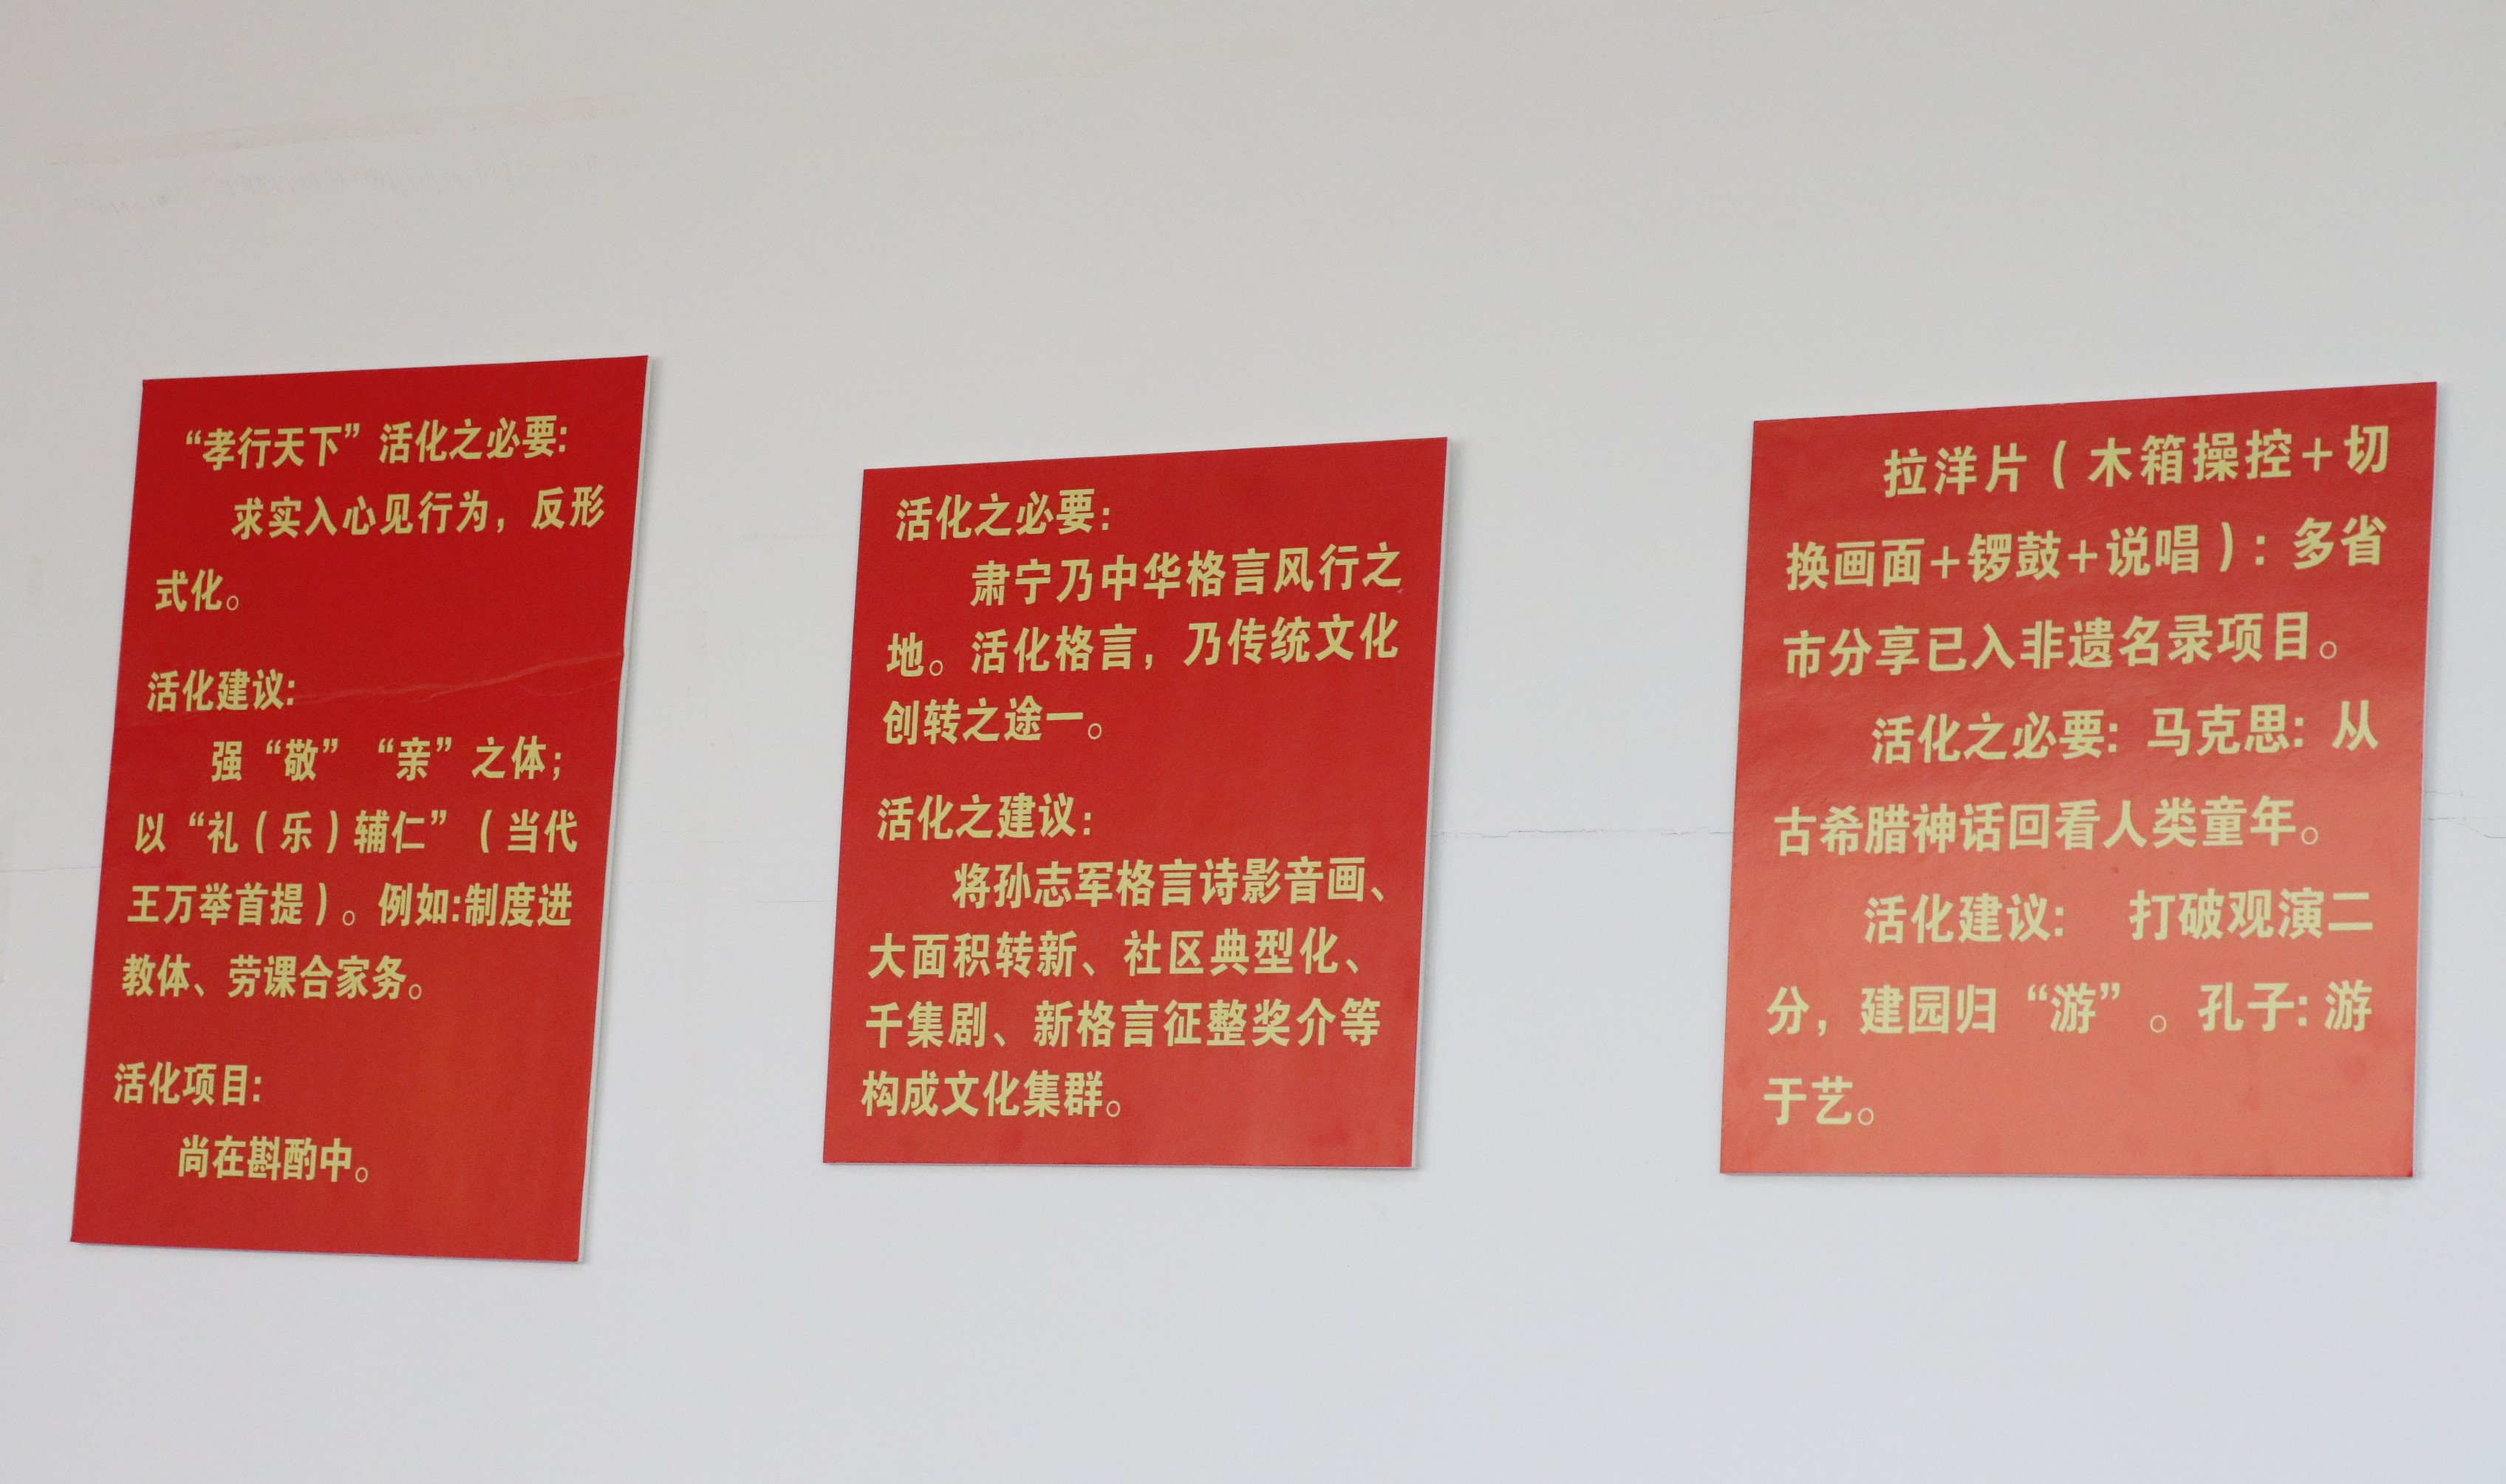 “孝行天下”活化之必要:
求实入心见行为，反形
式化。
活化建议:
强“敬”“亲”之体；
以“礼（乐）辅仁”（当代
王万举首提）。例如:制度进
教体、劳课合家务。
活化项目:
尚在斟酌中。
活化之必要:
肃宁乃中华格言风行之
地。活化格言，乃传统文化
创转之途一。
活化之建议:
将孙志军格言诗影音画、
大面积转新、社区典型化、
千集剧、新格言征整奖介等
构成文化集群。
拉洋片（木箱操控+切
换画面+锣鼓+说唱）: 多省
市分享已入非遗名录项目。
活化之必要: 马克思: 从
古希腊神话回看人类童年。
活化建议: 打破观演二
分，建园归“游”。孔子: 游
于艺。